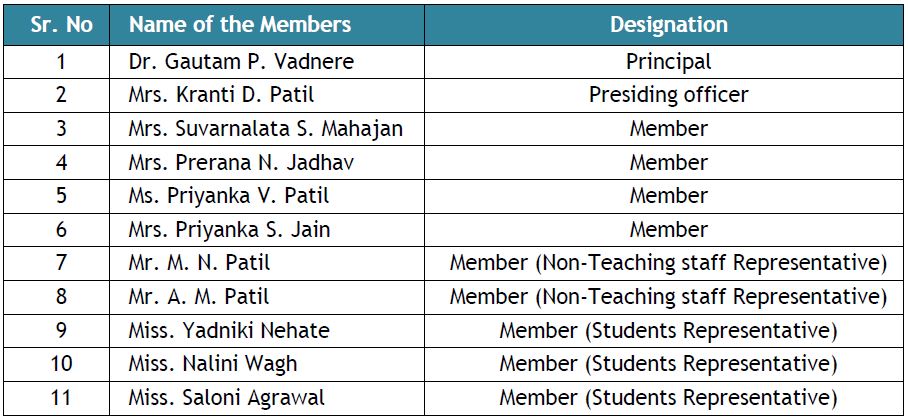 Sr. No Name of the Members Designation
1 Dr. Gautam P. Vadnere Principal
2 Mrs. Kranti D. Patil Presiding officer
3 Mrs. Suvarnalata S. Mahajan Member
4 Mrs. Prerana N. Jadhav Member
5 Ms. Priyanka V. Patil Member
6 Mrs. Priyanka S. Jain Member
7 Mr. M. N. Patil Member (Non-Teaching staff Representative)
8 Mr. A. M. Patil Member (Non-Teaching staff Representative)
9 Miss. Yadniki Nehate Member (Students Representative)
10 Miss. Nalini Wagh Member (Students Representative)
11 Miss. Saloni Agrawal Member (Students Representative)